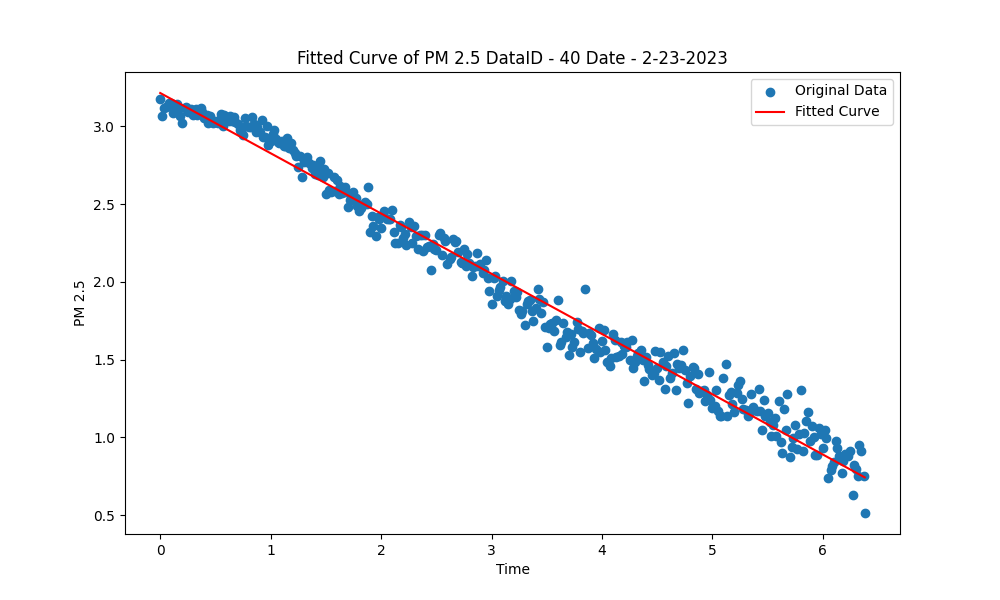 Fitted Curve of PM 2.5 DataID - 40 Date - 2-23-2023
Original Data
Fitted Curve
PM 2.5
3.0
2.5
2.0
1.5
1.0
0.5
0 1 2 3 4 5 6
Time